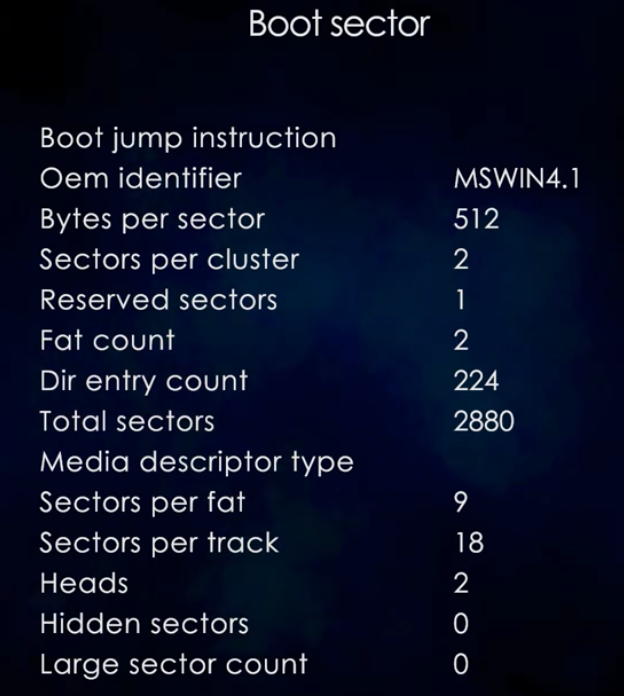 Boot sector
Boot jump instruction
Oem identifier MSWIN4.1
Bytes per sector 512
Sectors per cluster 2
Reserved sectors 1
Fat count 2
Dir entry count 224
Total sectors 2880
Media descriptor type
Sectors per fat 9
Sectors per track 18
Heads 2
Hidden sectors 0
Large sector count 0